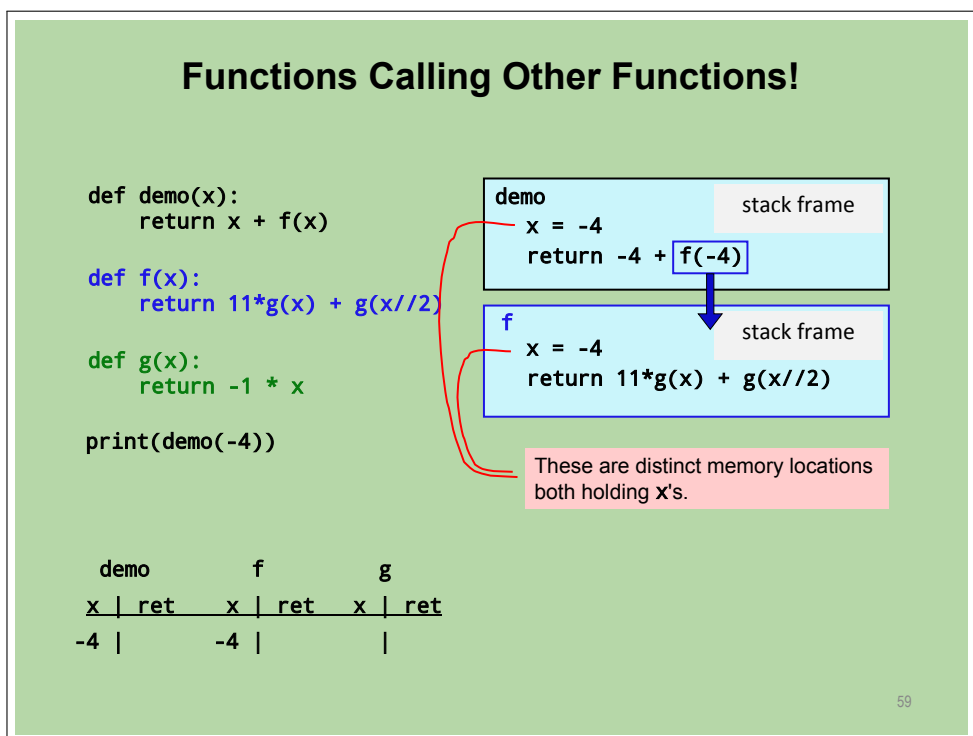 Functions Calling Other Functions!
def demo(x):
    return x + f(x)
def f(x):
    return 11*g(x) + g(x//2)
def g(x):
    return -1 * x
print(demo(-4))
demo
stack frame
x = -4
return -4 + f(-4)
f
stack frame
x = -4
return 11*g(x) + g(x//2)
These are distinct memory locations
both holding x's.
demo f g
x | ret x | ret x | ret
-4 | -4 | |
59